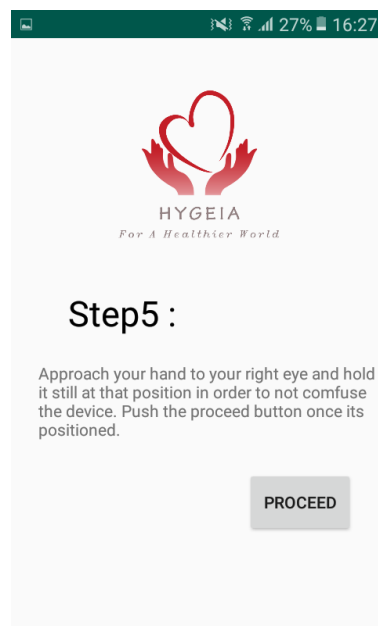 27% 16:27
HYGEIA
For A Healthier World
Step5 :
Approach your hand to your right eye and hold
it still at that position in order to not comfuse
the device. Push the proceed button once its
positioned.
PROCEED